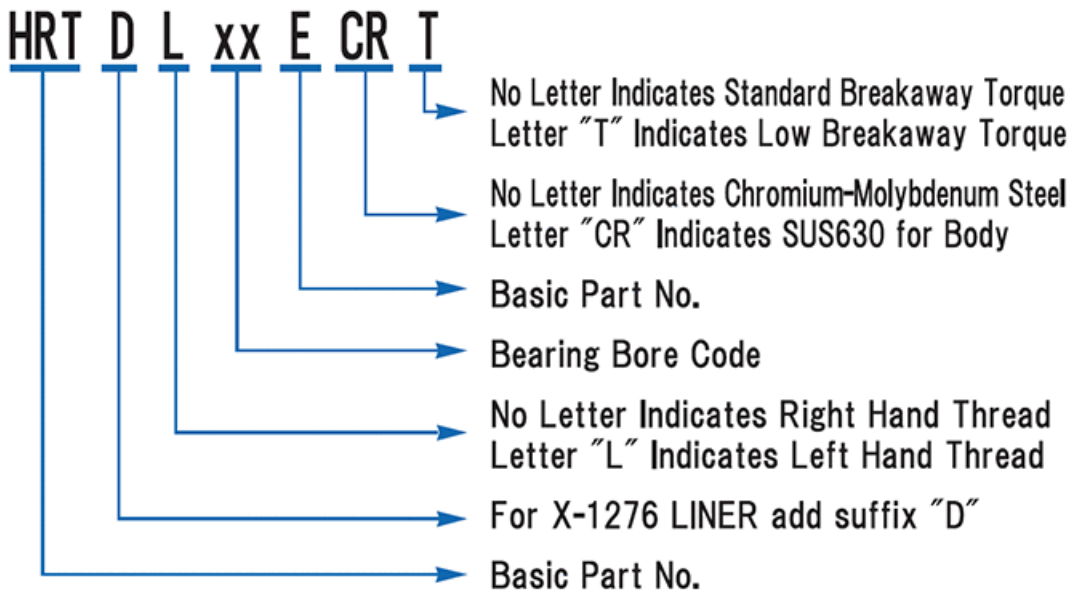 HRT D L xx E CR T
No Letter Indicates Standard Breakaway Torque
Letter "T" Indicates Low Breakaway Torque
No Letter Indicates Chromium-Molybdenum Steel
Letter "CR" Indicates SUS630 for Body
Basic Part No.
Bearing Bore Code
No Letter Indicates Right Hand Thread
Letter "L" Indicates Left Hand Thread
For X-1276 LINER add suffix "D"
Basic Part No.